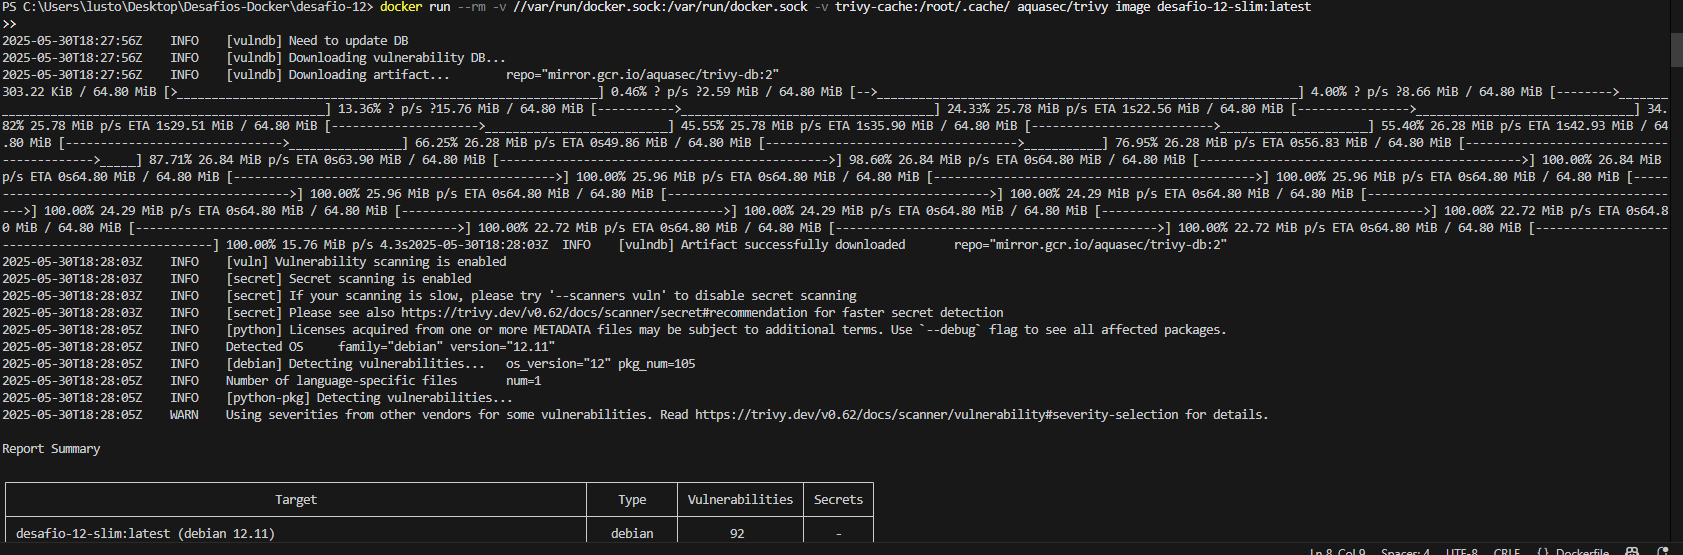 PS C:\Users\lusto\Desktop\Desafios-Docker\desafio-12> docker run --rm -v //var/run/docker.sock:/var/run/docker.sock -v trivy-cache:/root/.cache/ aquasec/trivy image desafio-12-slim:latest
>>
2025-05-30T18:27:56Z    INFO    [vulndb] Need to update DB
2025-05-30T18:27:56Z    INFO    [vulndb] Downloading vulnerability DB...
2025-05-30T18:27:56Z    INFO    [vulndb] Downloading artifact...        repo="mirror.gcr.io/aquasec/trivy-db:2"
303.22 KiB / 64.80 MiB [>____________________________________________________________] 0.46% ? p/s ?2.59 MiB / 64.80 MiB [-->____________________________________________________________] 4.00% ? p/s ?8.66 MiB / 64.80 MiB [-------->_______
______________________________________________] 13.36% ? p/s ?15.76 MiB / 64.80 MiB [----------->____________________________________] 24.33% 25.78 MiB p/s ETA 1s22.56 MiB / 64.80 MiB [---------------->_______________________________] 34.
82% 25.78 MiB p/s ETA 1s29.51 MiB / 64.80 MiB [--------------------->__________________________] 45.55% 25.78 MiB p/s ETA 1s35.90 MiB / 64.80 MiB [-------------------------->_____________________] 55.40% 26.28 MiB p/s ETA 1s42.93 MiB / 64
.80 MiB [------------------------------->________________] 66.25% 26.28 MiB p/s ETA 0s49.86 MiB / 64.80 MiB [------------------------------------>___________] 76.95% 26.28 MiB p/s ETA 0s56.83 MiB / 64.80 MiB [-----------------------------
------------->_____] 87.71% 26.84 MiB p/s ETA 0s63.90 MiB / 64.80 MiB [----------------------------------------------->] 98.60% 26.84 MiB p/s ETA 0s64.80 MiB / 64.80 MiB [---------------------------------------------->] 100.00% 26.84 MiB
p/s ETA 0s64.80 MiB / 64.80 MiB [---------------------------------------------->] 100.00% 25.96 MiB p/s ETA 0s64.80 MiB / 64.80 MiB [---------------------------------------------->] 100.00% 25.96 MiB p/s ETA 0s64.80 MiB / 64.80 MiB [-----
----------------------------------------->] 100.00% 25.96 MiB p/s ETA 0s64.80 MiB / 64.80 MiB [---------------------------------------------->] 100.00% 24.29 MiB p/s ETA 0s64.80 MiB / 64.80 MiB [-------------------------------------------
--->] 100.00% 24.29 MiB p/s ETA 0s64.80 MiB / 64.80 MiB [---------------------------------------------->] 100.00% 24.29 MiB p/s ETA 0s64.80 MiB / 64.80 MiB [---------------------------------------------->] 100.00% 22.72 MiB p/s ETA 0s64.8
0 MiB / 64.80 MiB [---------------------------------------------->] 100.00% 22.72 MiB p/s ETA 0s64.80 MiB / 64.80 MiB [---------------------------------------------->] 100.00% 22.72 MiB p/s ETA 0s64.80 MiB / 64.80 MiB [-------------------
------------------------------] 100.00% 15.76 MiB p/s 4.3s2025-05-30T18:28:03Z  INFO    [vulndb] Artifact successfully downloaded       repo="mirror.gcr.io/aquasec/trivy-db:2"
2025-05-30T18:28:03Z    INFO    [vuln] Vulnerability scanning is enabled
2025-05-30T18:28:03Z    INFO    [secret] Secret scanning is enabled
2025-05-30T18:28:03Z    INFO    [secret] If your scanning is slow, please try '--scanners vuln' to disable secret scanning
2025-05-30T18:28:03Z    INFO    [secret] Please see also https://trivy.dev/v0.62/docs/scanner/secret#recommendation for faster secret detection
2025-05-30T18:28:05Z    INFO    [python] Licenses acquired from one or more METADATA files may be subject to additional terms. Use `--debug` flag to see all affected packages.
2025-05-30T18:28:05Z    INFO    Detected OS     family="debian" version="12.11"
2025-05-30T18:28:05Z    INFO    [debian] Detecting vulnerabilities...   os_version="12" pkg_num=105
2025-05-30T18:28:05Z    INFO    Number of language-specific files       num=1
2025-05-30T18:28:05Z    INFO    [python-pkg] Detecting vulnerabilities...
2025-05-30T18:28:05Z    WARN    Using severities from other vendors for some vulnerabilities. Read https://trivy.dev/v0.62/docs/scanner/vulnerability#severity-selection for details.
Report Summary
Target Type Vulnerabilities Secrets
desafio-12-slim:latest (debian 12.11) debian 92 -
Ln 8, Col 9 Spaces: 4 UTF-8 CRLF {} Dockerfile